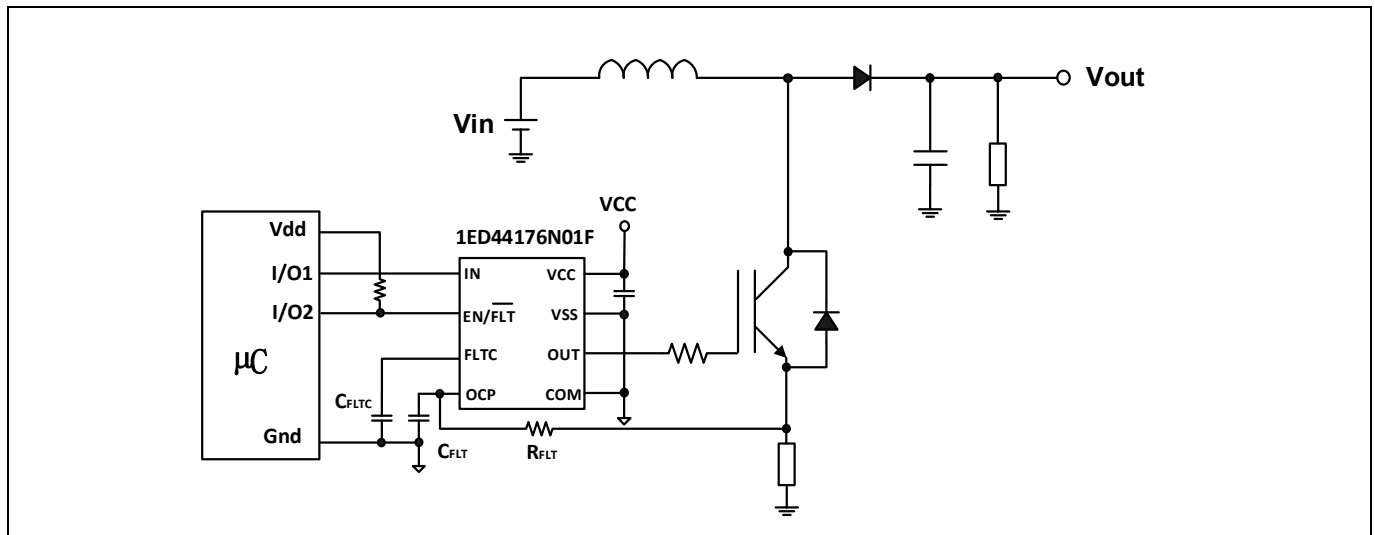 Vout
Vin
VCC
1ED44176N01F
Vdd
I/O1
I/O2
μC
Gnd
IN
EN/FLT
FLTC
OCP
VCC
VSS
OUT
COM
CFLTC
CFLT
RFLT